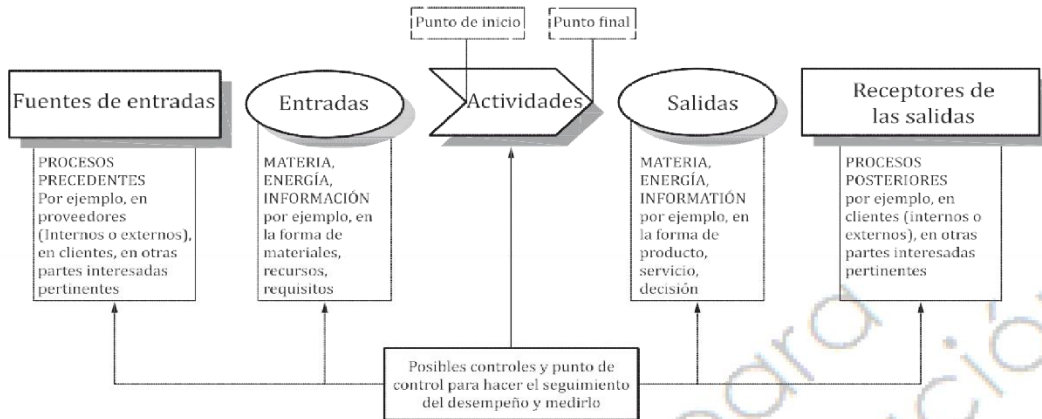 Punto de inicio
Punto final
Fuentes de entradas
Entradas
Actividades
Salidas
Receptores de
las salidas
PROCESOS
PRECEDENTES
Por ejemplo, en
proveedores
(Internos o externos),
en clientes, en otras
partes interesadas
pertinentes
MATERIA,
ENERGÍA,
INFORMACIÓN
por ejemplo, en
la forma de
materiales,
recursos,
requisitos
MATERIA,
ENERGÍA,
INFORMATIÓN
por ejemplo, en
la forma de
producto,
servicio,
decisión
PROCESOS
POSTERIORES
por ejemplo, en
clientes (internos o
externos), en otras
partes interesadas
pertinentes
Posibles controles y punto de
control para hacer el seguimiento
del desempeño y medirlo
para